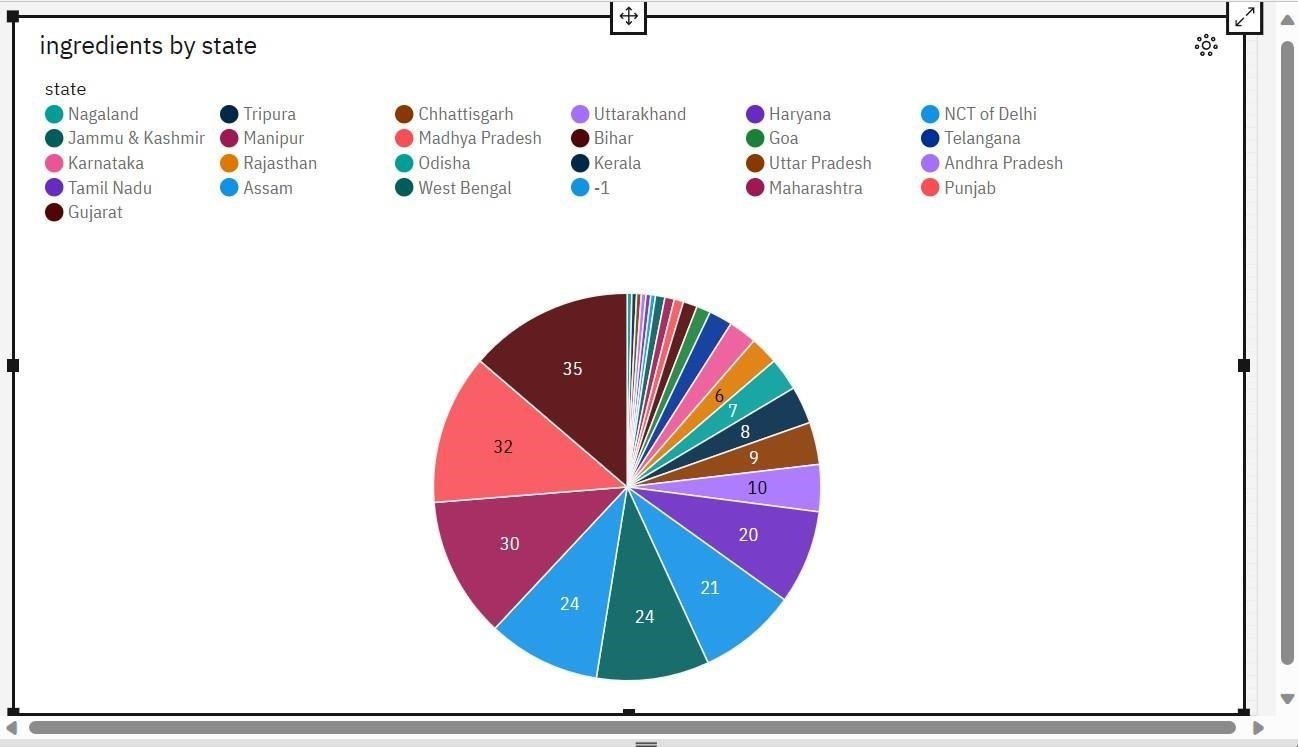 ingredients by state
state
Nagaland Tripura Chhattisgarh Uttarakhand Haryana NCT of Delhi
Jammu & Kashmir Manipur Madhya Pradesh Bihar Goa Telangana
Karnataka Rajasthan Odisha Kerala Uttar Pradesh Andhra Pradesh
Tamil Nadu Assam West Bengal -1 Maharashtra Punjab
Gujarat
35
6
7
8
9
10
20
21
24
24
30
32